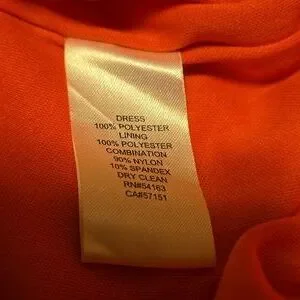 DRESS
100% POLYESTER
LINING
100% POLYESTER
COMBINATION
90% NYLON
10% SPANDEX
DRY CLEAN
RN#54163
CA#57151